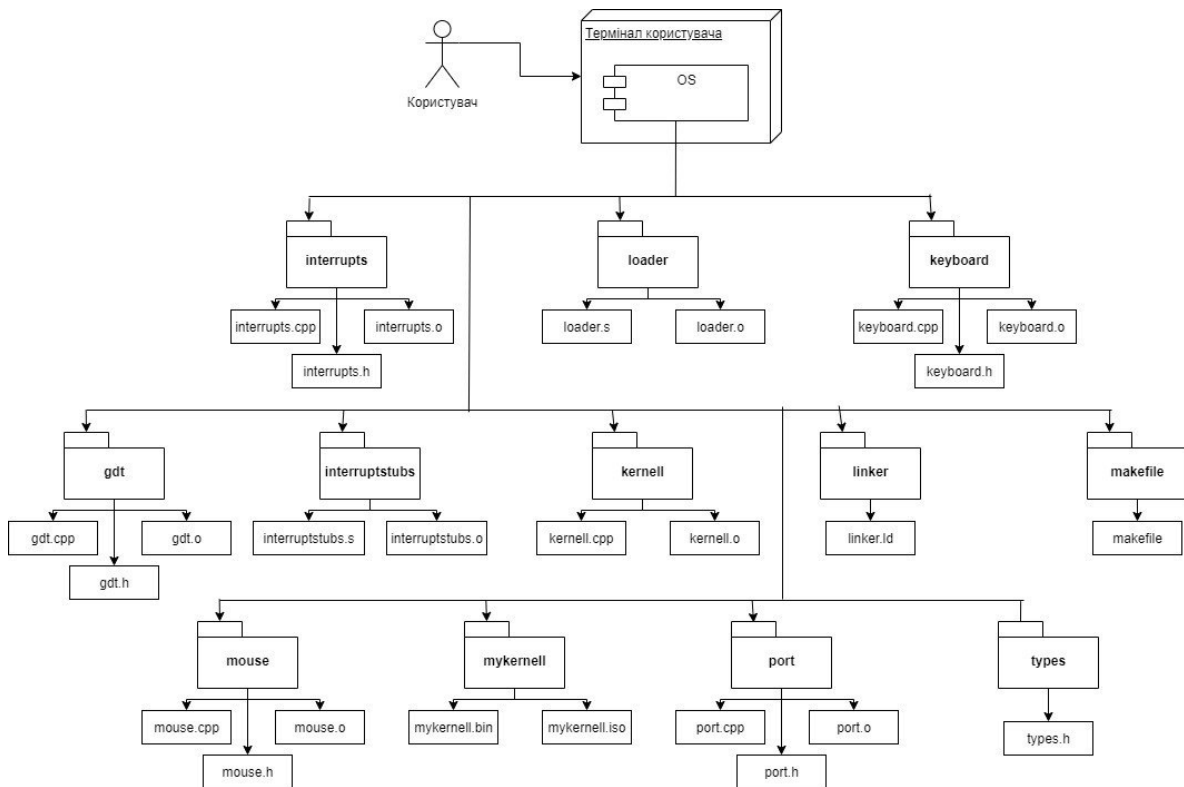 Термінал користувача
OS
Користувач
interrupts
loader
keyboard
interrupts.cpp
interrupts.o
loader.s
loader.o
keyboard.cpp
keyboard.o
interrupts.h
keyboard.h
gdt
interruptstubs
kernell
linker
makefile
gdt.cpp
gdt.o
interruptstubs.s
interruptstubs.o
kernell.cpp
kernell.o
linker.ld
makefile
gdt.h
mouse
mykernell
port
types
mouse.cpp
mouse.o
mykernell.bin
mykernell.iso
port.cpp
port.o
types.h
mouse.h
port.h